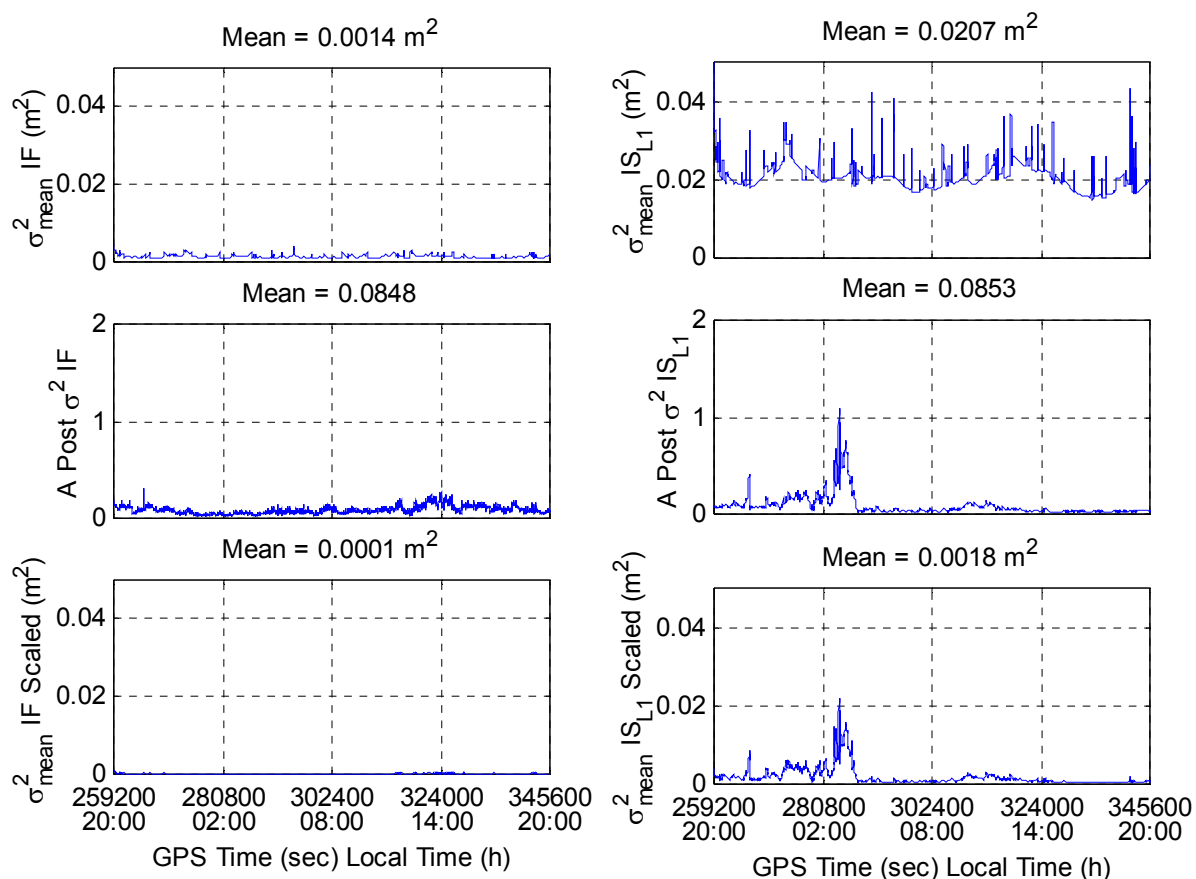 Mean = 0.0014 m²
σ²mean IF (m²)
0.04
0.02
0
Mean = 0.0848
A Post σ² IF
2
1
0
Mean = 0.0001 m²
σ²mean IF Scaled (m²)
0.04
0.02
0
259200 280800 302400 324000 345600
20:00 02:00 08:00 14:00 20:00
GPS Time (sec) Local Time (h)
Mean = 0.0207 m²
σ²mean IS_L1 (m²)
0.04
0.02
0
Mean = 0.0853
A Post σ² IS_L1
2
1
0
Mean = 0.0018 m²
σ²mean IS_L1 Scaled (m²)
0.04
0.02
0
259200 280800 302400 324000 345600
20:00 02:00 08:00 14:00 20:00
GPS Time (sec) Local Time (h)